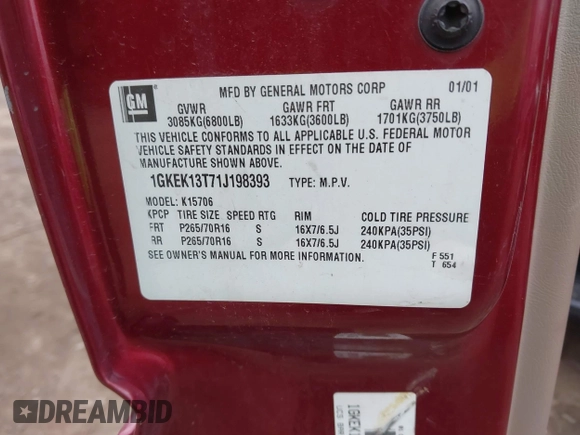 GM
MFD BY GENERAL MOTORS CORP 01/01
GVWR GAWR FRT GAWR RR
3085KG(6800LB) 1633KG(3600LB) 1701KG(3750LB)
THIS VEHICLE CONFORMS TO ALL APPLICABLE U.S. FEDERAL MOTOR
VEHICLE SAFETY STANDARDS IN EFFECT ON THE DATE OF
MANUFACTURE SHOWN ABOVE.
1GKEK13T71J198393 TYPE: M.P.V.
MODEL: K15706
KPCP TIRE SIZE SPEED RTG RIM COLD TIRE PRESSURE
FRT P265/70R16 S 16X7/6.5J 240KPA(35PSI)
RR P265/70R16 S 16X7/6.5J 240KPA(35PSI)
SEE OWNER'S MANUAL FOR MORE INFORMATION
F 551
T 654
1GKEK1
DREAMBID